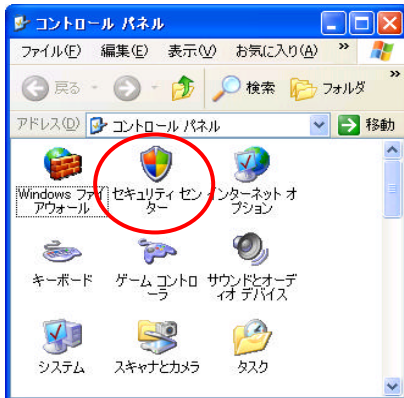 コントロール パネル
ファイル(F) 編集(E) 表示(V) お気に入り(A) »
戻る 検索 フォルダ »
アドレス(D) コントロール パネル 移動
Windows ファイ
アウォール
セキュリティ セン
ター
インターネット オ
プション
キーボード
ゲーム コントロ
ーラ
サウンドとオーデ
ィオ デバイス
システム
スキャナとカメラ
タスク